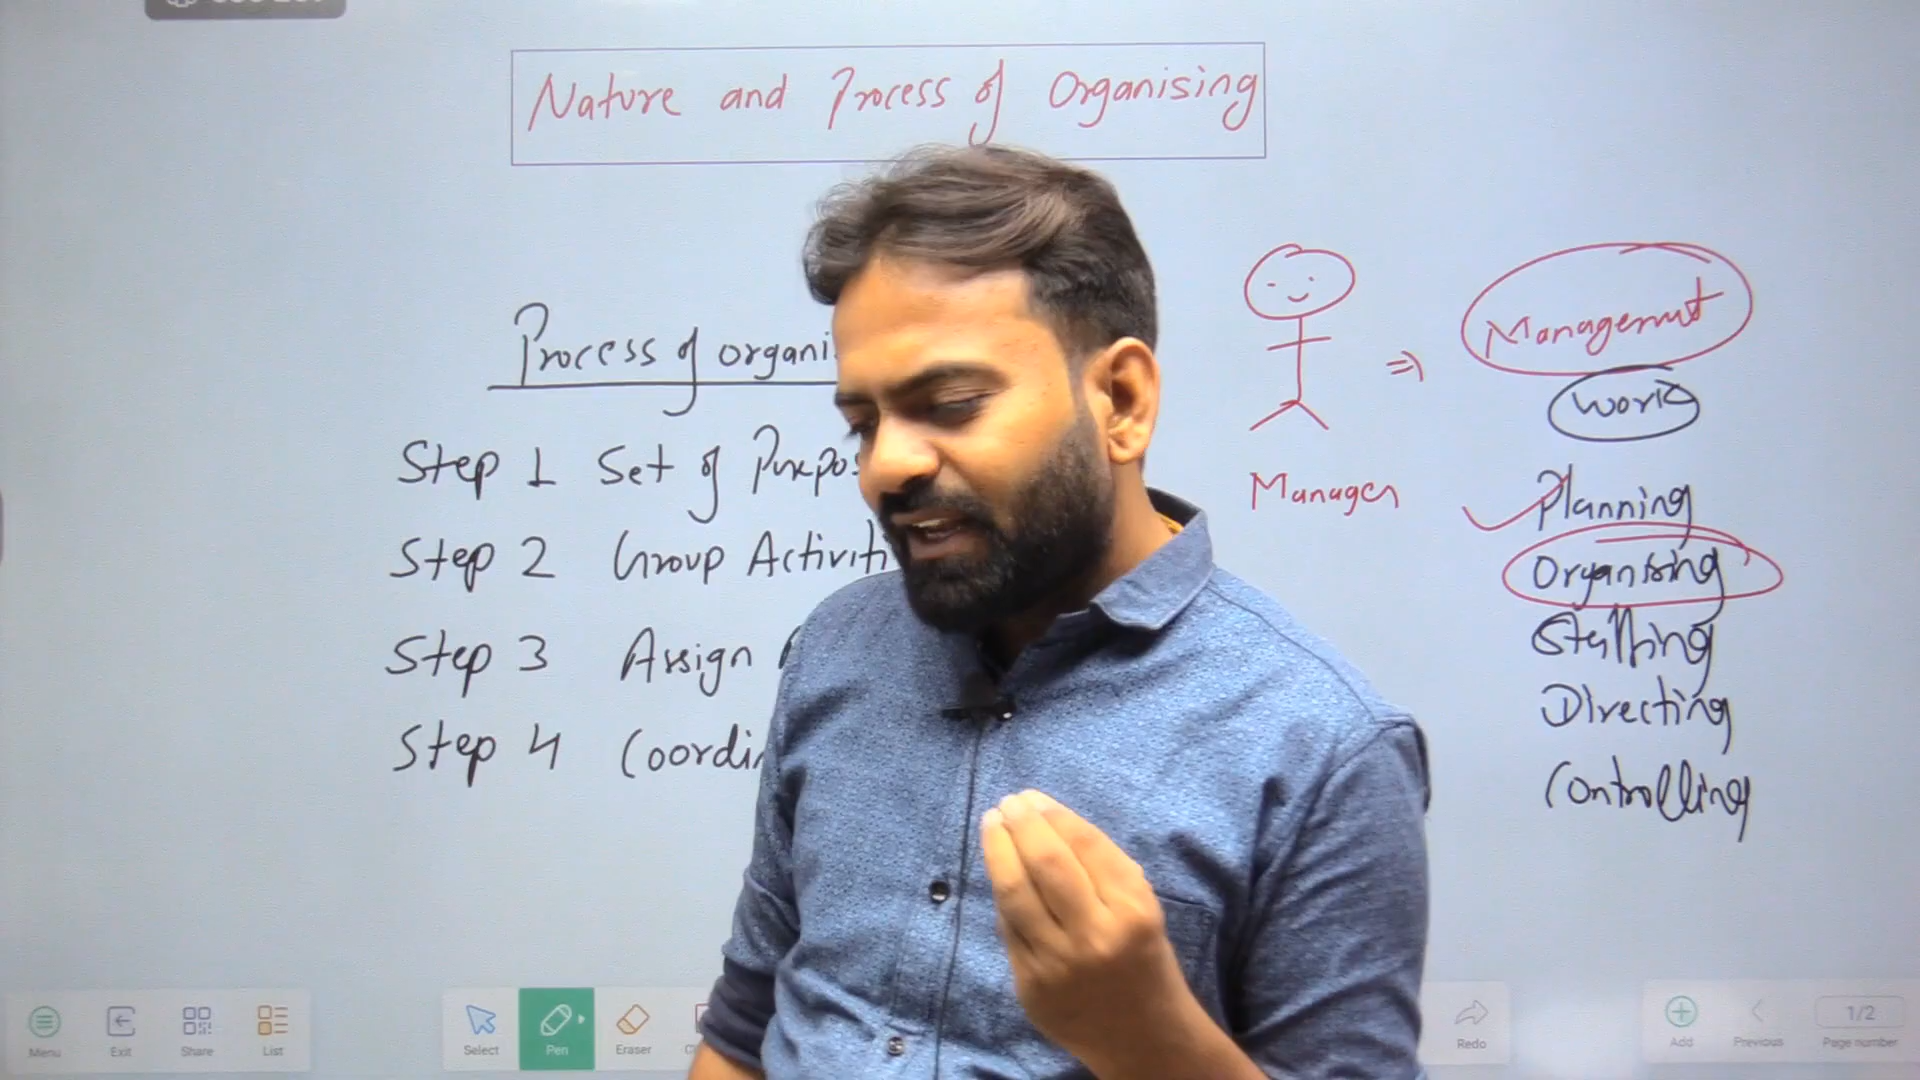 Nature and Process of Organising
Process of organi
Step 1 Set of Purpos
Step 2 Group Activiti
Step 3 Assign
Step 4 Coordin
Manager
⇒
Management
Work
Planning
Organising
Staffing
Directing
Controlling
Menu
Exit
Share
List
Select
Pen
Eraser
Redo
Add
Previous
1/2
Page number